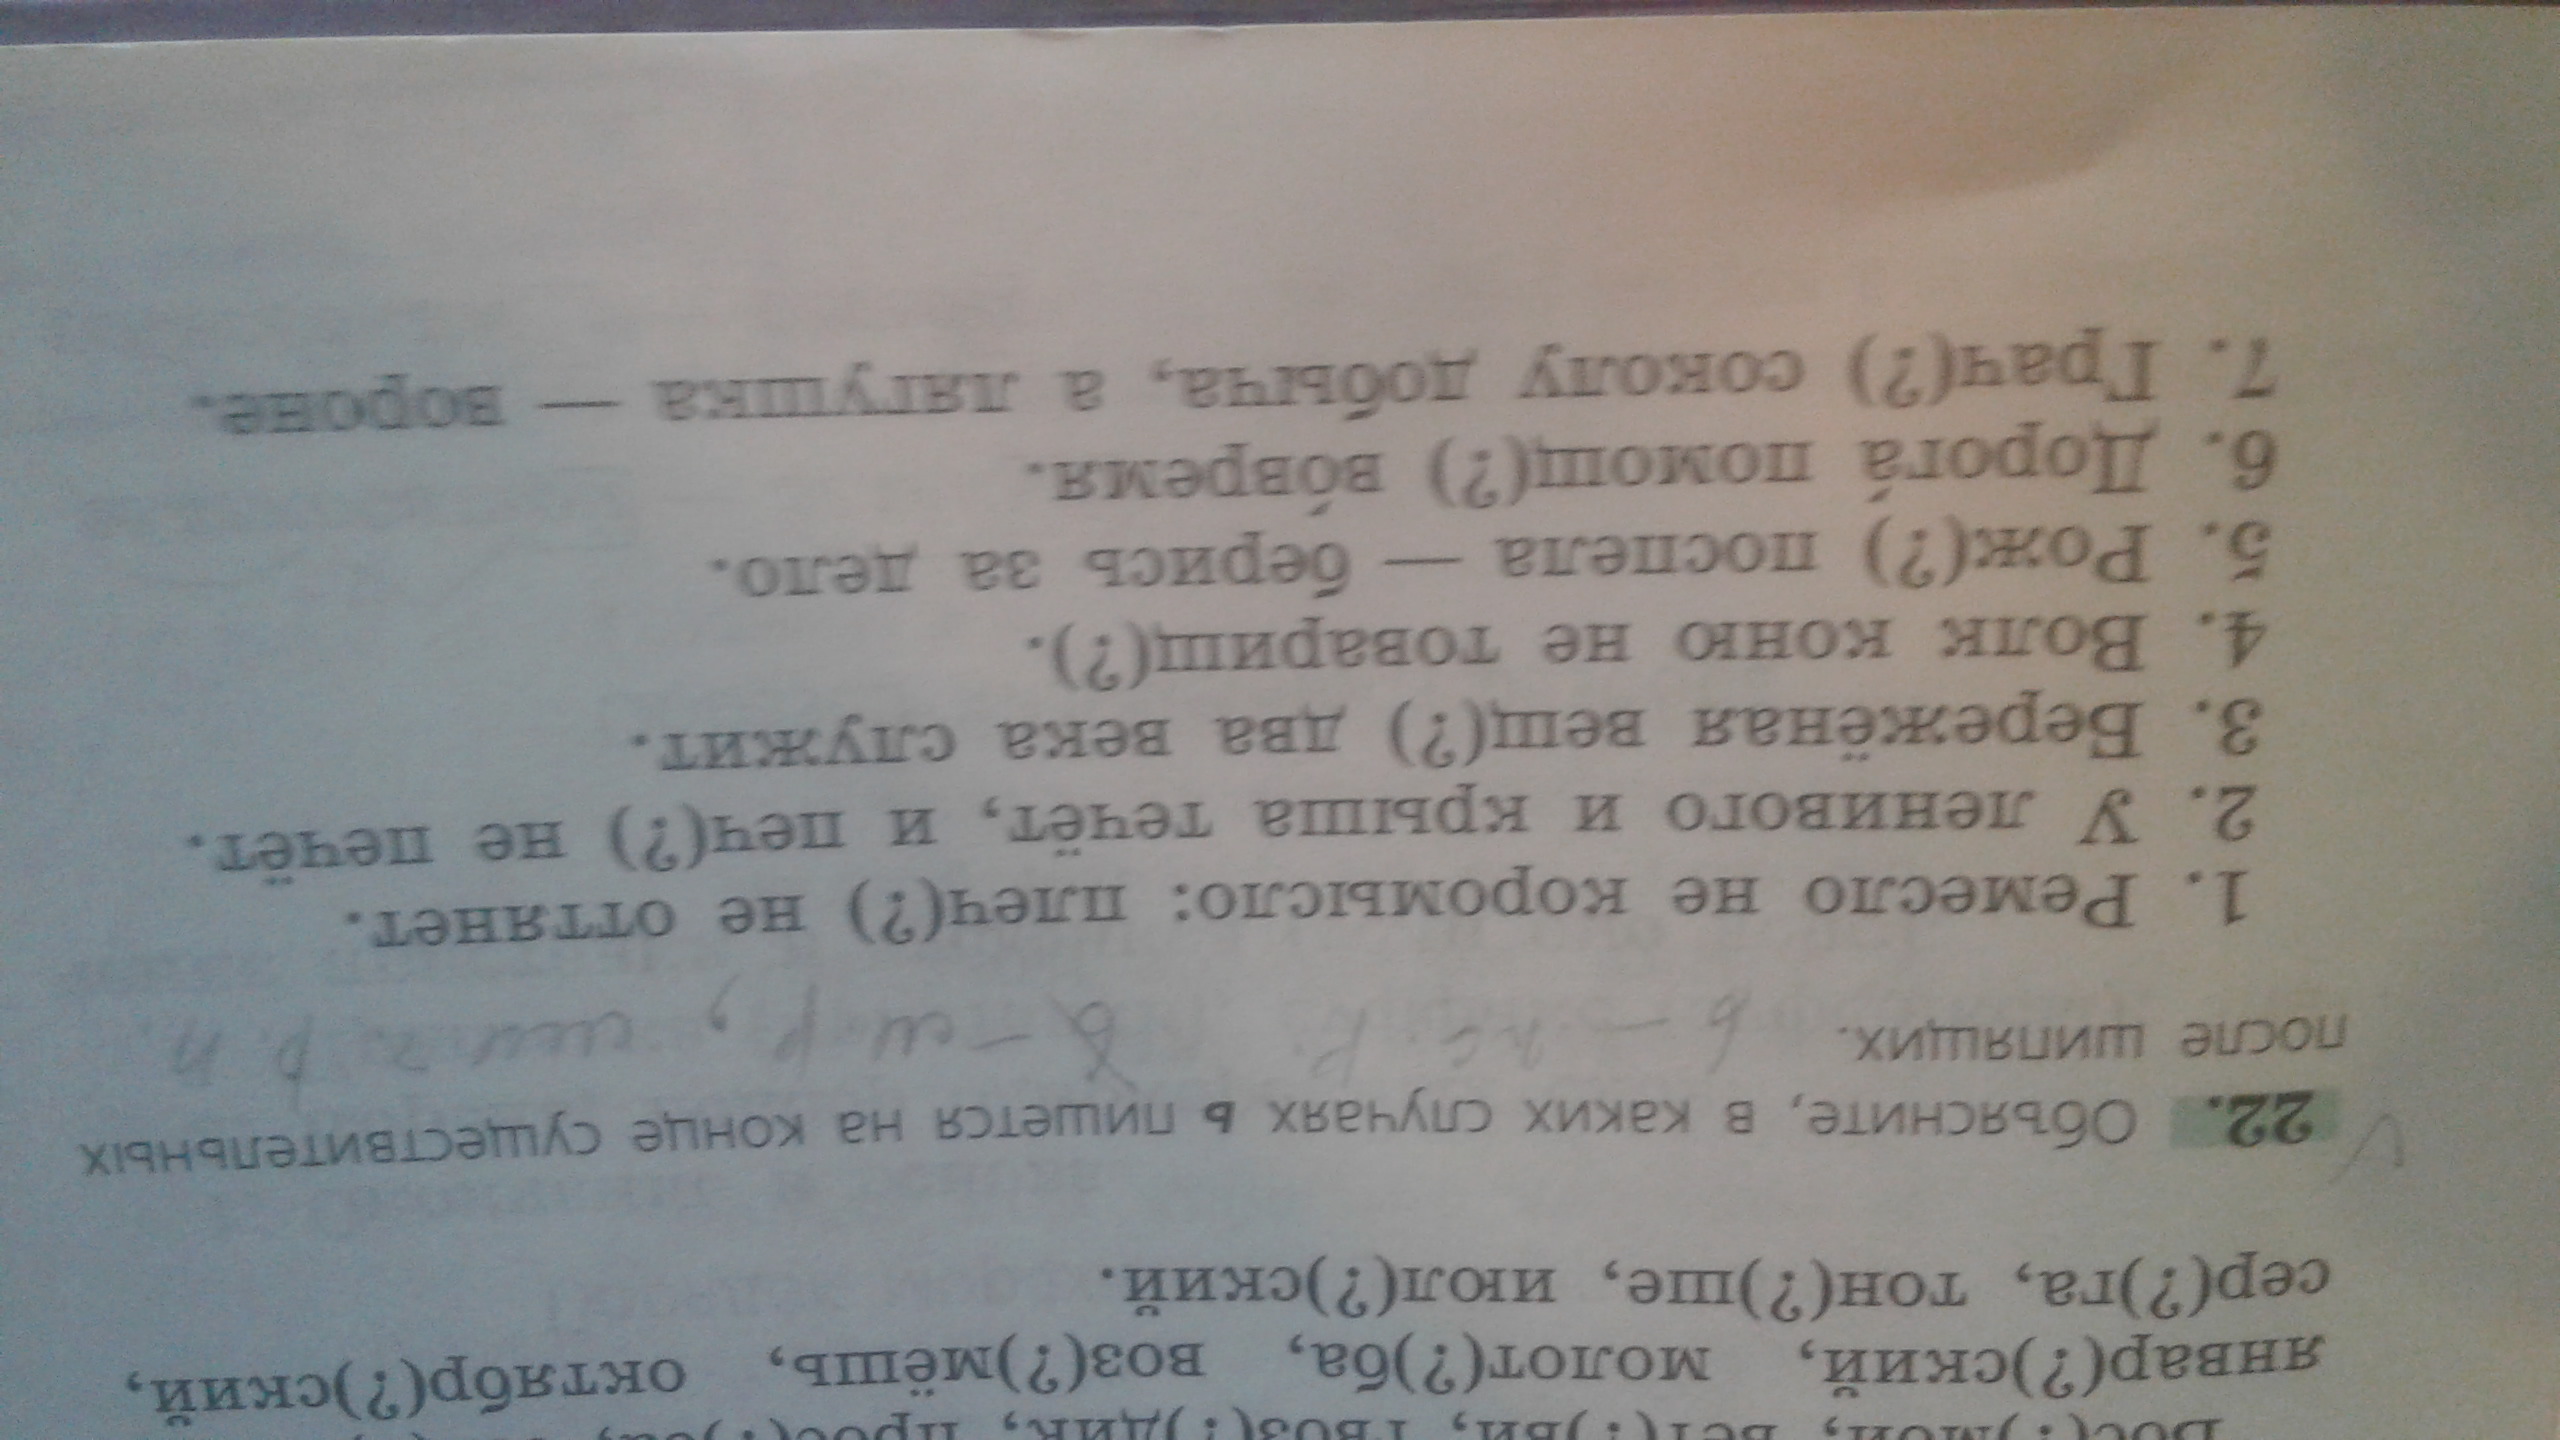 январ(?)ский, молот(?)ба, воз(?)мёшь, октябр(?)ский,
сер(?)га, тон(?)ше, июл(?)ский.
22. Объясните, в каких случаях ь пишется на конце существительных
после шипящих. ь – ж. р.
1. Ремесло не коромысло: плеч(?) не оттянет.
2. У ленивого и крыша течёт, и печ(?) не печёт.
3. Бережёная вещ(?) два века служит.
4. Волк коню не товарищ(?).
5. Рож(?) поспела — берись за дело.
6. Дорога́ помощ(?) во́время.
7. Грач(?) соколу добыча, а лягушка — вороне.